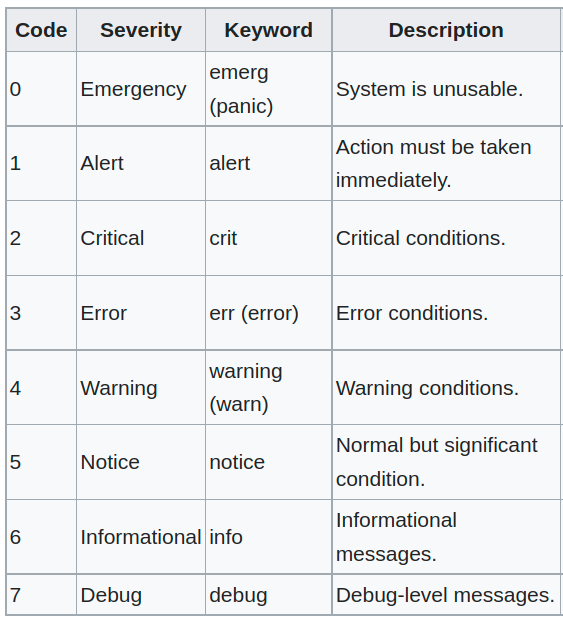 Code Severity Keyword Description
0 Emergency emerg (panic) System is unusable.
1 Alert alert Action must be taken immediately.
2 Critical crit Critical conditions.
3 Error err (error) Error conditions.
4 Warning warning (warn) Warning conditions.
5 Notice notice Normal but significant condition.
6 Informational info Informational messages.
7 Debug debug Debug-level messages.